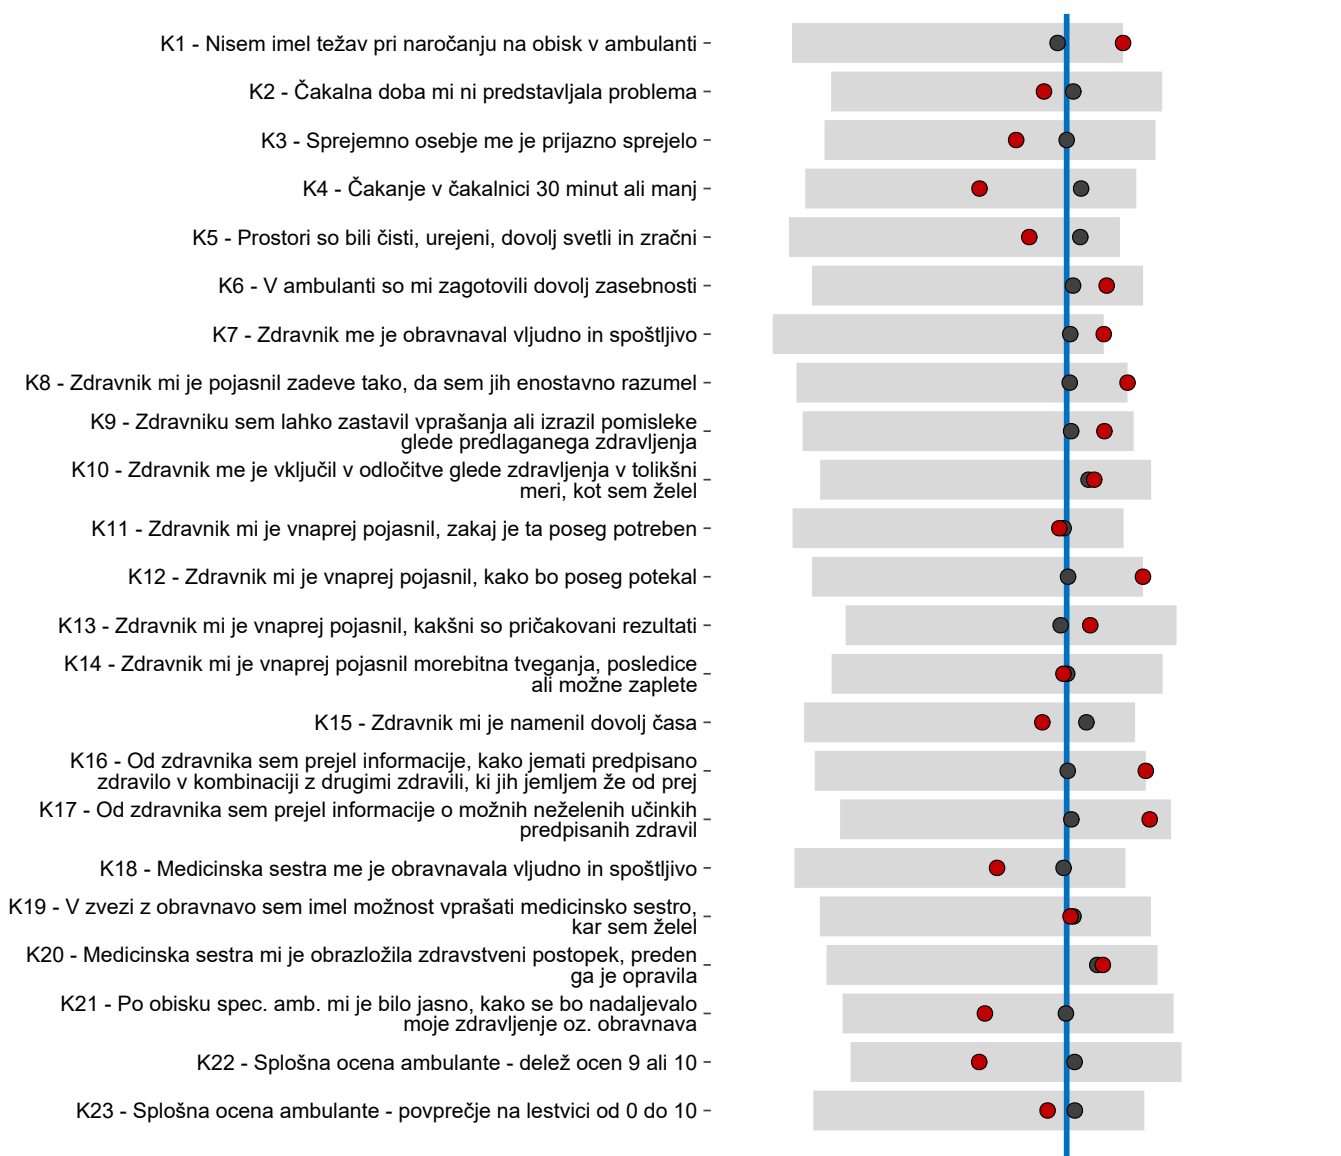 K1 - Nisem imel težav pri naročanju na obisk v ambulanti
K2 - Čakalna doba mi ni predstavljala problema
K3 - Sprejemno osebje me je prijazno sprejelo
K4 - Čakanje v čakalnici 30 minut ali manj
K5 - Prostori so bili čisti, urejeni, dovolj svetli in zračni
K6 - V ambulanti so mi zagotovili dovolj zasebnosti
K7 - Zdravnik me je obravnaval vljudno in spoštljivo
K8 - Zdravnik mi je pojasnil zadeve tako, da sem jih enostavno razumel
K9 - Zdravniku sem lahko zastavil vprašanja ali izrazil pomisleke
glede predlaganega zdravljenja
K10 - Zdravnik me je vključil v odločitve glede zdravljenja v tolikšni
meri, kot sem želel
K11 - Zdravnik mi je vnaprej pojasnil, zakaj je ta poseg potreben
K12 - Zdravnik mi je vnaprej pojasnil, kako bo poseg potekal
K13 - Zdravnik mi je vnaprej pojasnil, kakšni so pričakovani rezultati
K14 - Zdravnik mi je vnaprej pojasnil morebitna tveganja, posledice
ali možne zaplete
K15 - Zdravnik mi je namenil dovolj časa
K16 - Od zdravnika sem prejel informacije, kako jemati predpisano
zdravilo v kombinaciji z drugimi zdravili, ki jih jemljem že od prej
K17 - Od zdravnika sem prejel informacije o možnih neželenih učinkih
predpisanih zdravil
K18 - Medicinska sestra me je obravnavala vljudno in spoštljivo
K19 - V zvezi z obravnavo sem imel možnost vprašati medicinsko sestro,
kar sem želel
K20 - Medicinska sestra mi je obrazložila zdravstveni postopek, preden
ga je opravila
K21 - Po obisku spec. amb. mi je bilo jasno, kako se bo nadaljevalo
moje zdravljenje oz. obravnava
K22 - Splošna ocena ambulante - delež ocen 9 ali 10
K23 - Splošna ocena ambulante - povprečje na lestvici od 0 do 10